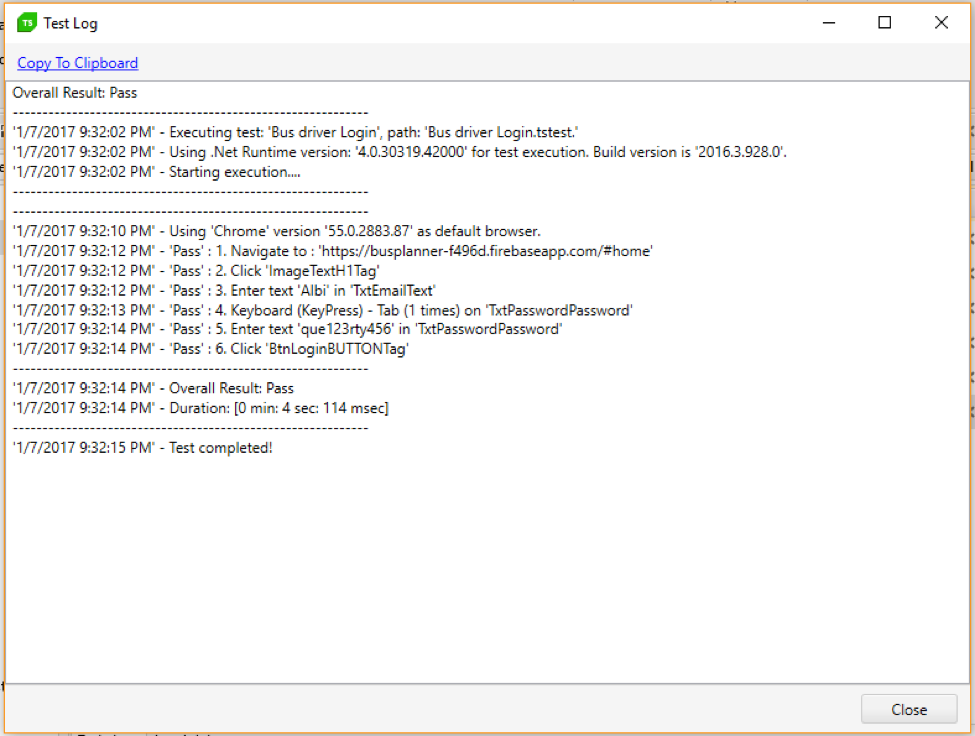 TS Test Log
Copy To Clipboard
Overall Result: Pass
------------------------------------------------------------
'1/7/2017 9:32:02 PM' - Executing test: 'Bus driver Login', path: 'Bus driver Login.tstest.'
'1/7/2017 9:32:02 PM' - Using .Net Runtime version: '4.0.30319.42000' for test execution. Build version is '2016.3.928.0'.
'1/7/2017 9:32:02 PM' - Starting execution....
------------------------------------------------------------
------------------------------------------------------------
'1/7/2017 9:32:10 PM' - Using 'Chrome' version '55.0.2883.87' as default browser.
'1/7/2017 9:32:12 PM' - 'Pass' : 1. Navigate to : 'https://busplanner-f496d.firebaseapp.com/#home'
'1/7/2017 9:32:12 PM' - 'Pass' : 2. Click 'ImageTextH1Tag'
'1/7/2017 9:32:12 PM' - 'Pass' : 3. Enter text 'Albi' in 'TxtEmailText'
'1/7/2017 9:32:13 PM' - 'Pass' : 4. Keyboard (KeyPress) - Tab (1 times) on 'TxtPasswordPassword'
'1/7/2017 9:32:14 PM' - 'Pass' : 5. Enter text 'que123rty456' in 'TxtPasswordPassword'
'1/7/2017 9:32:14 PM' - 'Pass' : 6. Click 'BtnLoginBUTTONTag'
------------------------------------------------------------
'1/7/2017 9:32:14 PM' - Overall Result: Pass
'1/7/2017 9:32:14 PM' - Duration: [0 min: 4 sec: 114 msec]
------------------------------------------------------------
'1/7/2017 9:32:15 PM' - Test completed!
Close